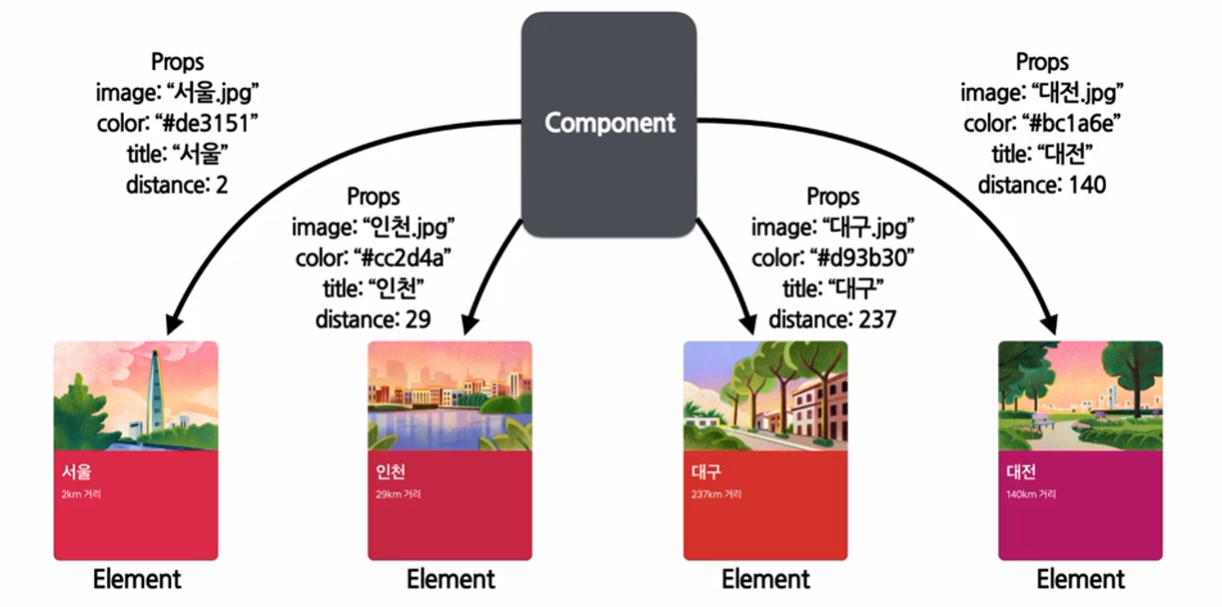 Component
Props
image: “서울.jpg”
color: “#de3151”
title: “서울”
distance: 2
Props
image: “인천.jpg”
color: “#cc2d4a”
title: “인천”
distance: 29
Props
image: “대구.jpg”
color: “#d93b30”
title: “대구”
distance: 237
Props
image: “대전.jpg”
color: “#bc1a6e”
title: “대전”
distance: 140
서울
2km 거리
Element
인천
29km 거리
Element
대구
237km 거리
Element
대전
140km 거리
Element